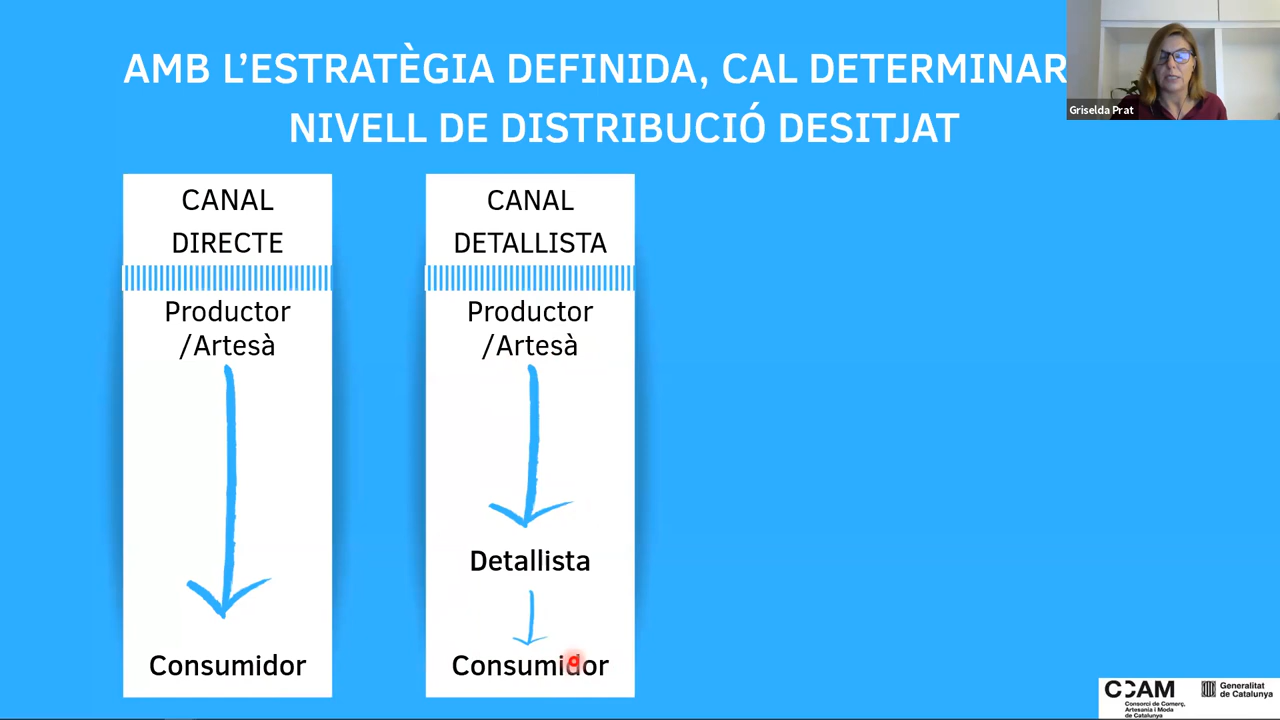 AMB L’ESTRATÈGIA DEFINIDA, CAL DETERMINAR
NIVELL DE DISTRIBUCIÓ DESITJAT
Griselda Prat
CANAL
DIRECTE
Productor
/Artesà
Consumidor
CANAL
DETALLISTA
Productor
/Artesà
Detallista
Consumidor
CCAM
Consorci de Comerç,
Artesania i Moda
de Catalunya
Generalitat
de Catalunya